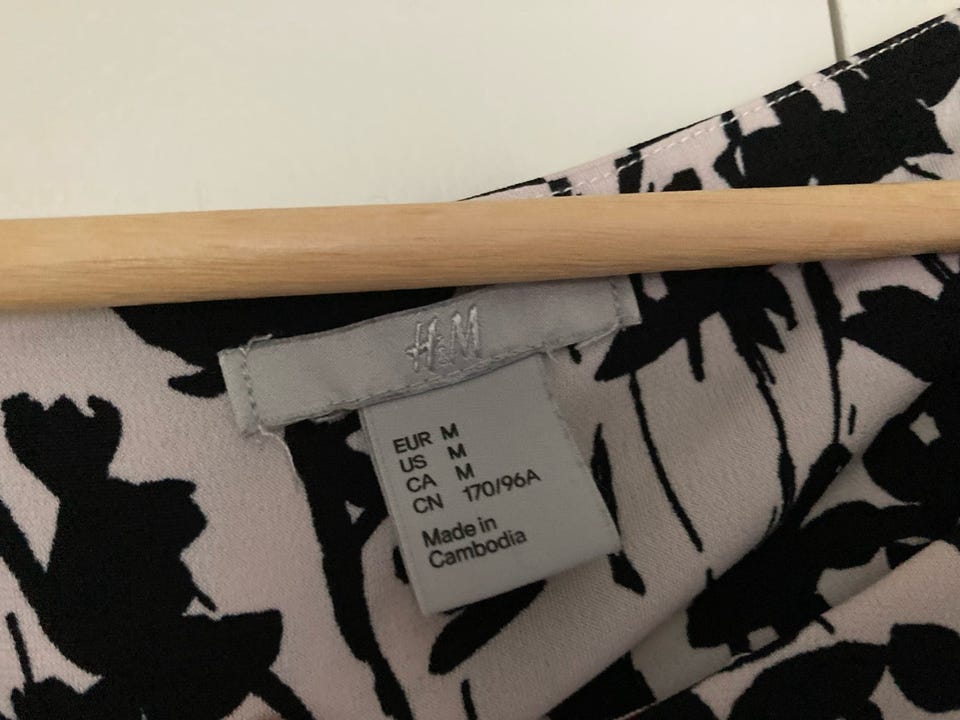 H&M
EUR M
US M
CA M
CN 170/96A
Made in
Cambodia